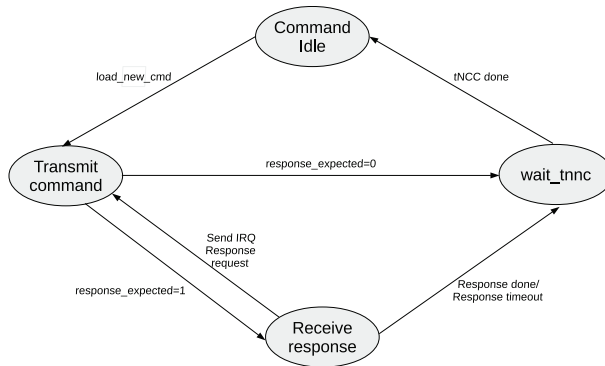 Command
Idle
load_new_cmd
tNCC done
Transmit
command
response_expected=0
wait_tnnc
Send IRQ
Response
request
response_expected=1
Response done/
Response timeout
Receive
response